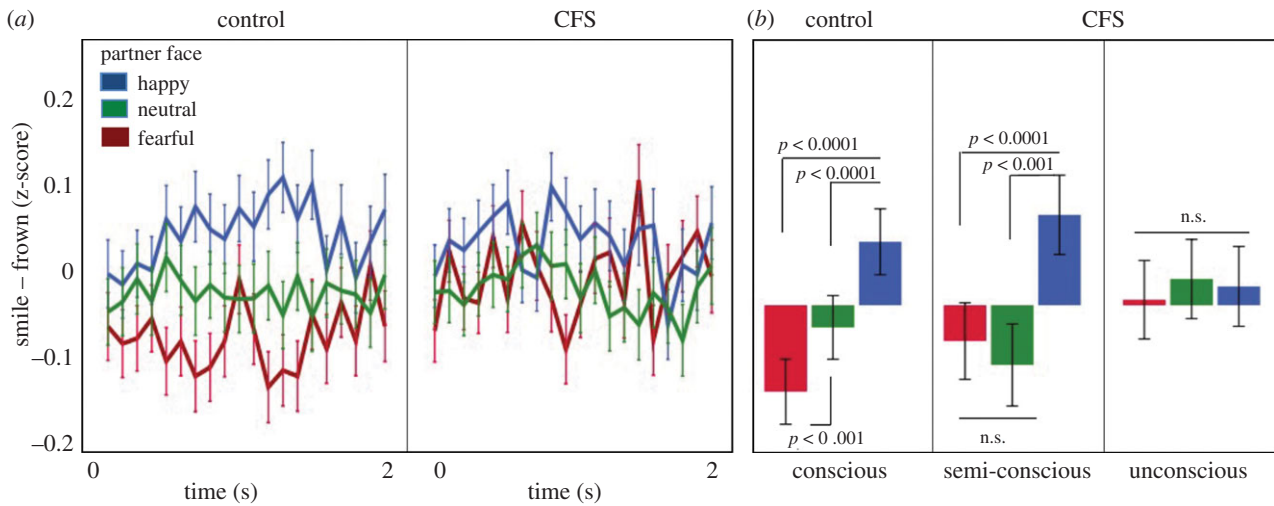 (a) control CFS
partner face
happy
neutral
fearful
smile – frown (z-score)
0.2
0.1
0
–0.1
–0.2
0 2 0 2
time (s) time (s)
(b) control CFS
p < 0.0001
p < 0.0001
p < 0 .001
p < 0.0001
p < 0.001
n.s.
n.s.
conscious semi-conscious unconscious